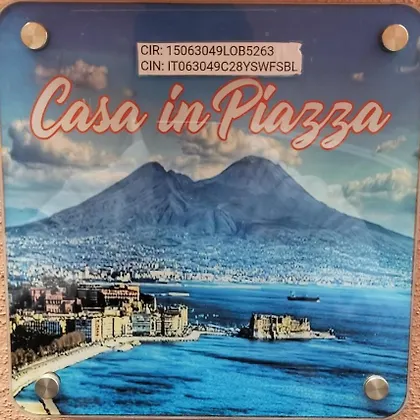 CIR: 15063049LOB5263
CIN: IT063049C28YSWFSBL
Casa in Piazza